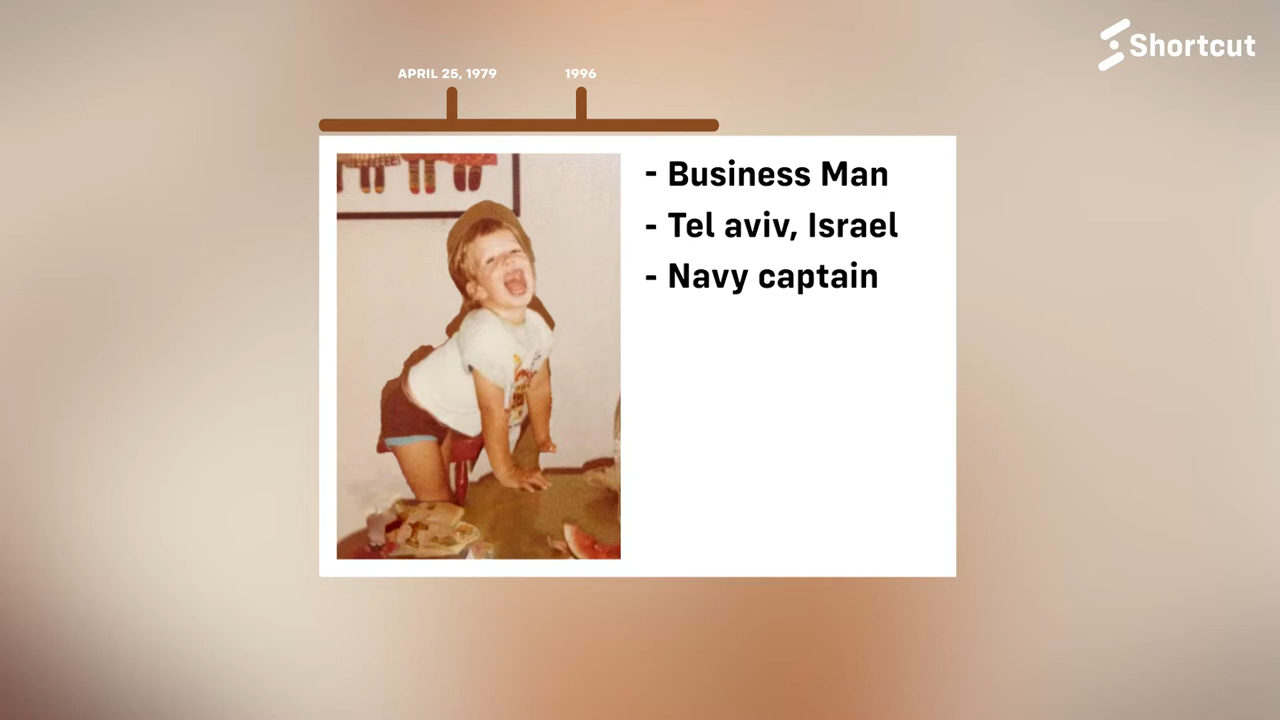 Shortcut
APRIL 25, 1979
1996
- Business Man
- Tel aviv, Israel
- Navy captain